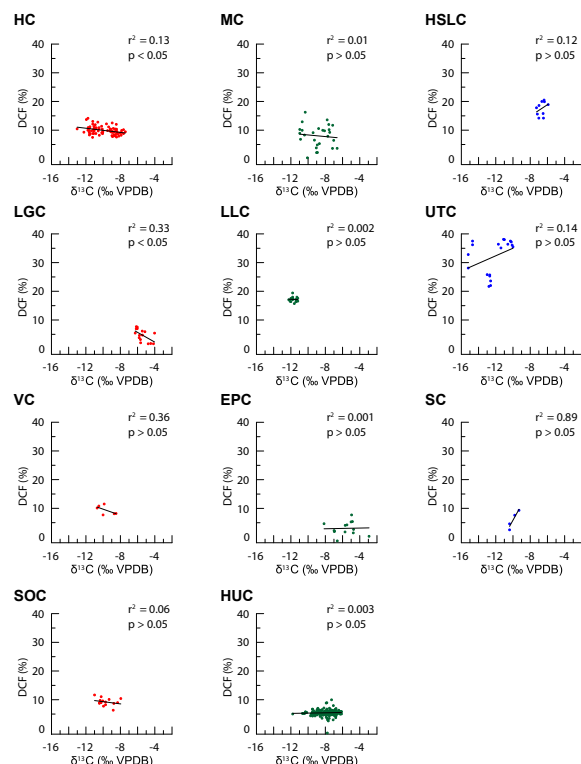 HC
r² = 0.13
p < 0.05
DCF (%)
40
30
20
10
0
-16
-12
-8
-4
δ¹³C (‰ VPDB)
MC
r² = 0.01
p > 0.05
DCF (%)
40
30
20
10
0
-16
-12
-8
-4
δ¹³C (‰ VPDB)
HSLC
r² = 0.12
p > 0.05
DCF (%)
40
30
20
10
0
-16
-12
-8
-4
δ¹³C (‰ VPDB)
LGC
r² = 0.33
p < 0.05
DCF (%)
40
30
20
10
0
-16
-12
-8
-4
δ¹³C (‰ VPDB)
LLC
r² = 0.002
p > 0.05
DCF (%)
40
30
20
10
0
-16
-12
-8
-4
δ¹³C (‰ VPDB)
UTC
r² = 0.14
p > 0.05
DCF (%)
40
30
20
10
0
-16
-12
-8
-4
δ¹³C (‰ VPDB)
VC
r² = 0.36
p > 0.05
DCF (%)
40
30
20
10
0
-16
-12
-8
-4
δ¹³C (‰ VPDB)
EPC
r² = 0.001
p > 0.05
DCF (%)
40
30
20
10
0
-16
-12
-8
-4
δ¹³C (‰ VPDB)
SC
r² = 0.89
p > 0.05
DCF (%)
40
30
20
10
0
-16
-12
-8
-4
δ¹³C (‰ VPDB)
SOC
r² = 0.06
p > 0.05
DCF (%)
40
30
20
10
0
-16
-12
-8
-4
δ¹³C (‰ VPDB)
HUC
r² = 0.003
p > 0.05
DCF (%)
40
30
20
10
0
-16
-12
-8
-4
δ¹³C (‰ VPDB)